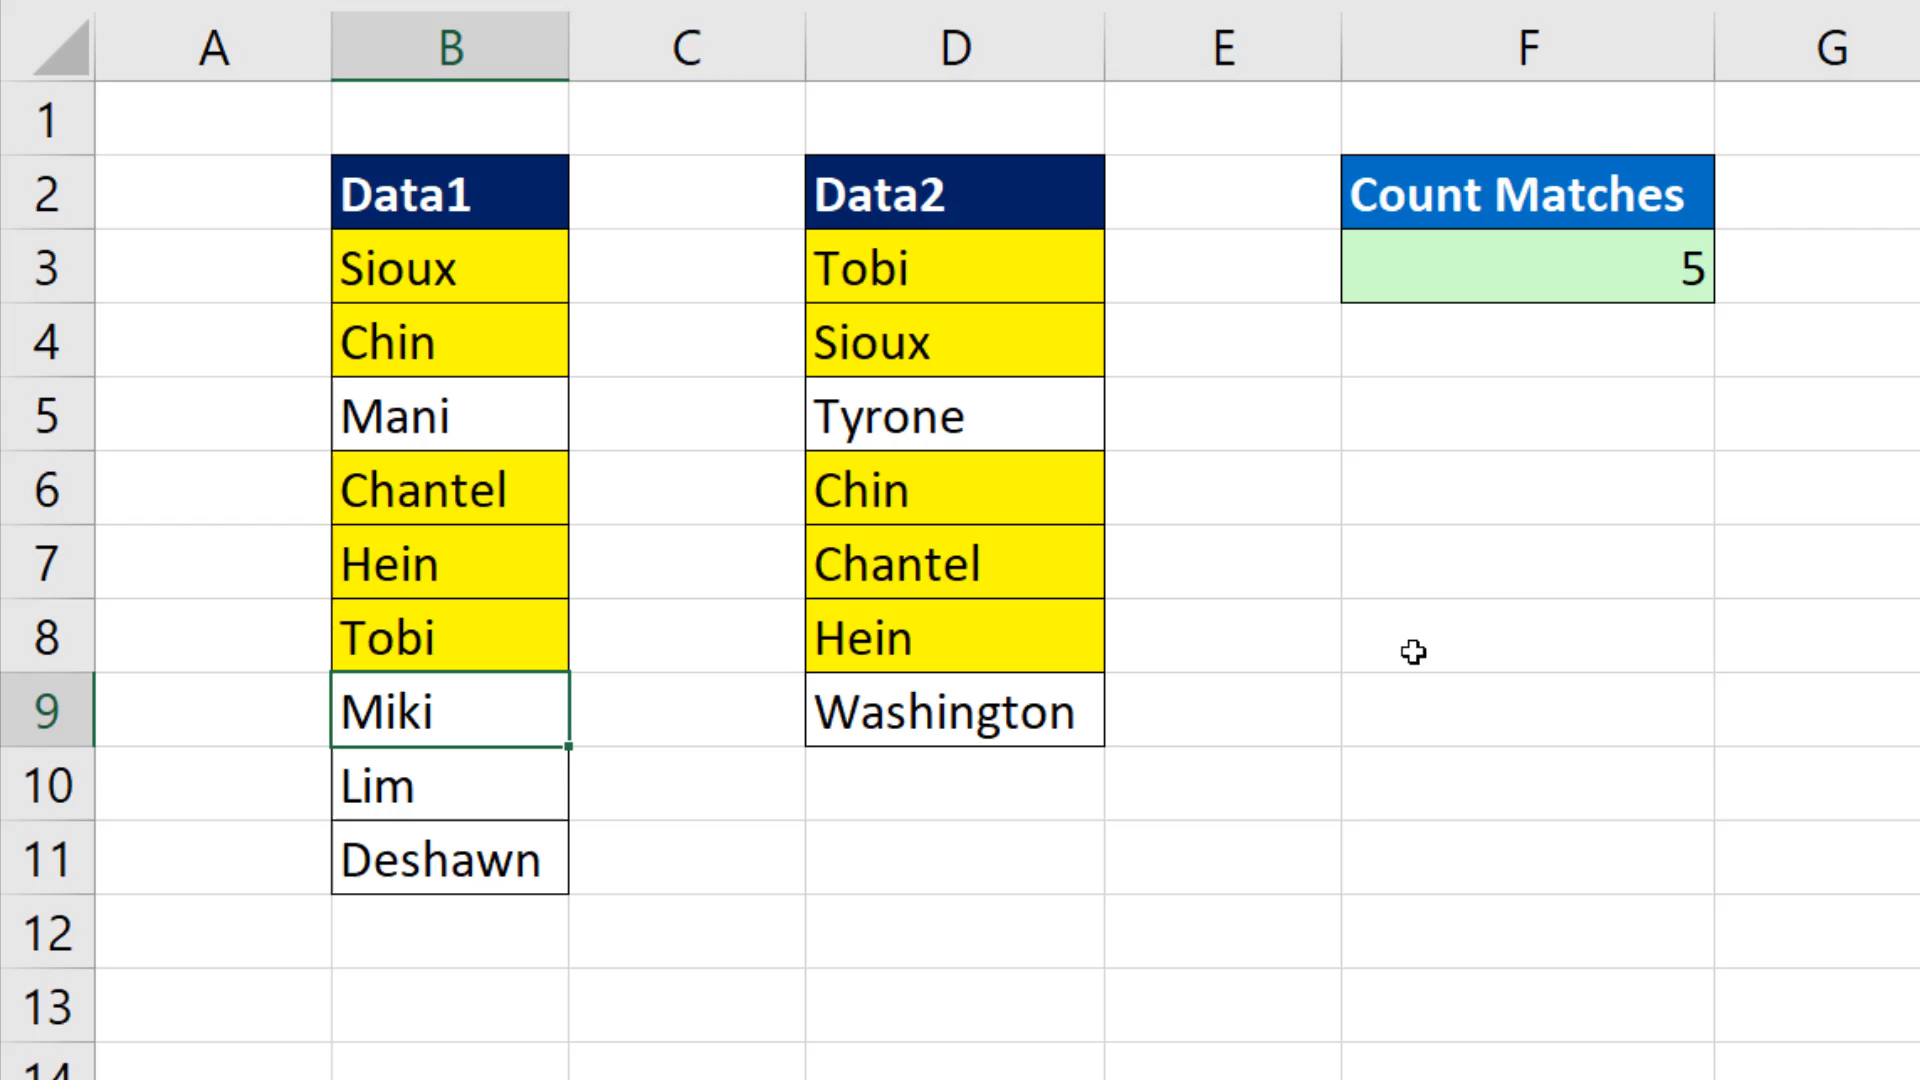 A B C D E F G
1
2 Data1 Data2 Count Matches
3 Sioux Tobi 5
4 Chin Sioux
5 Mani Tyrone
6 Chantel Chin
7 Hein Chantel
8 Tobi Hein
9 Miki Washington
10 Lim
11 Deshawn
12
13
14